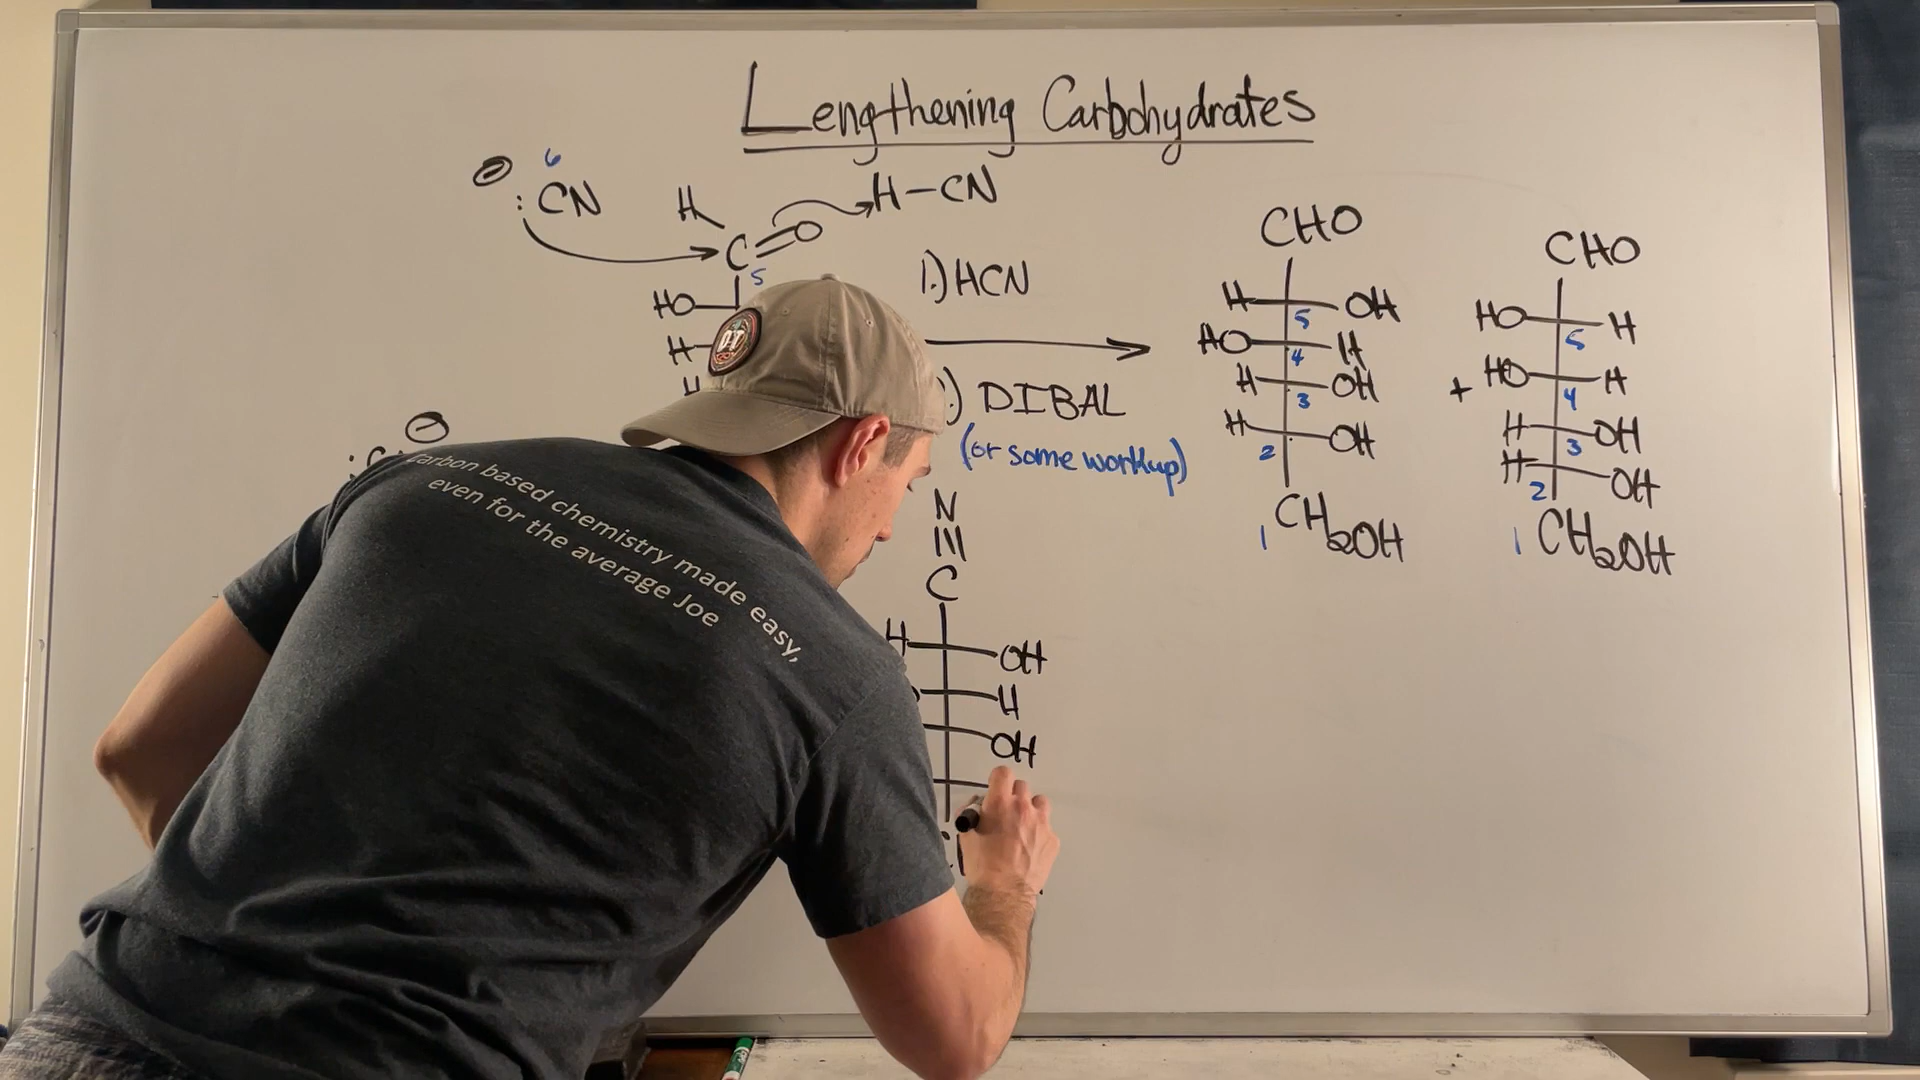 Lengthening Carbohydrates
6
:CN
H
H-CN
C=O
5
HO
H
1.) HCN
DIBAL
(or some workup)
CHO
H OH
5
HO H
4
H OH
3
H OH
2
1 CH2OH
+
CHO
HO H
5
HO H
4
H OH
3
H OH
2
1 CH2OH
N
C
H OH
H
OH
Carbon based chemistry made easy,
even for the average Joe